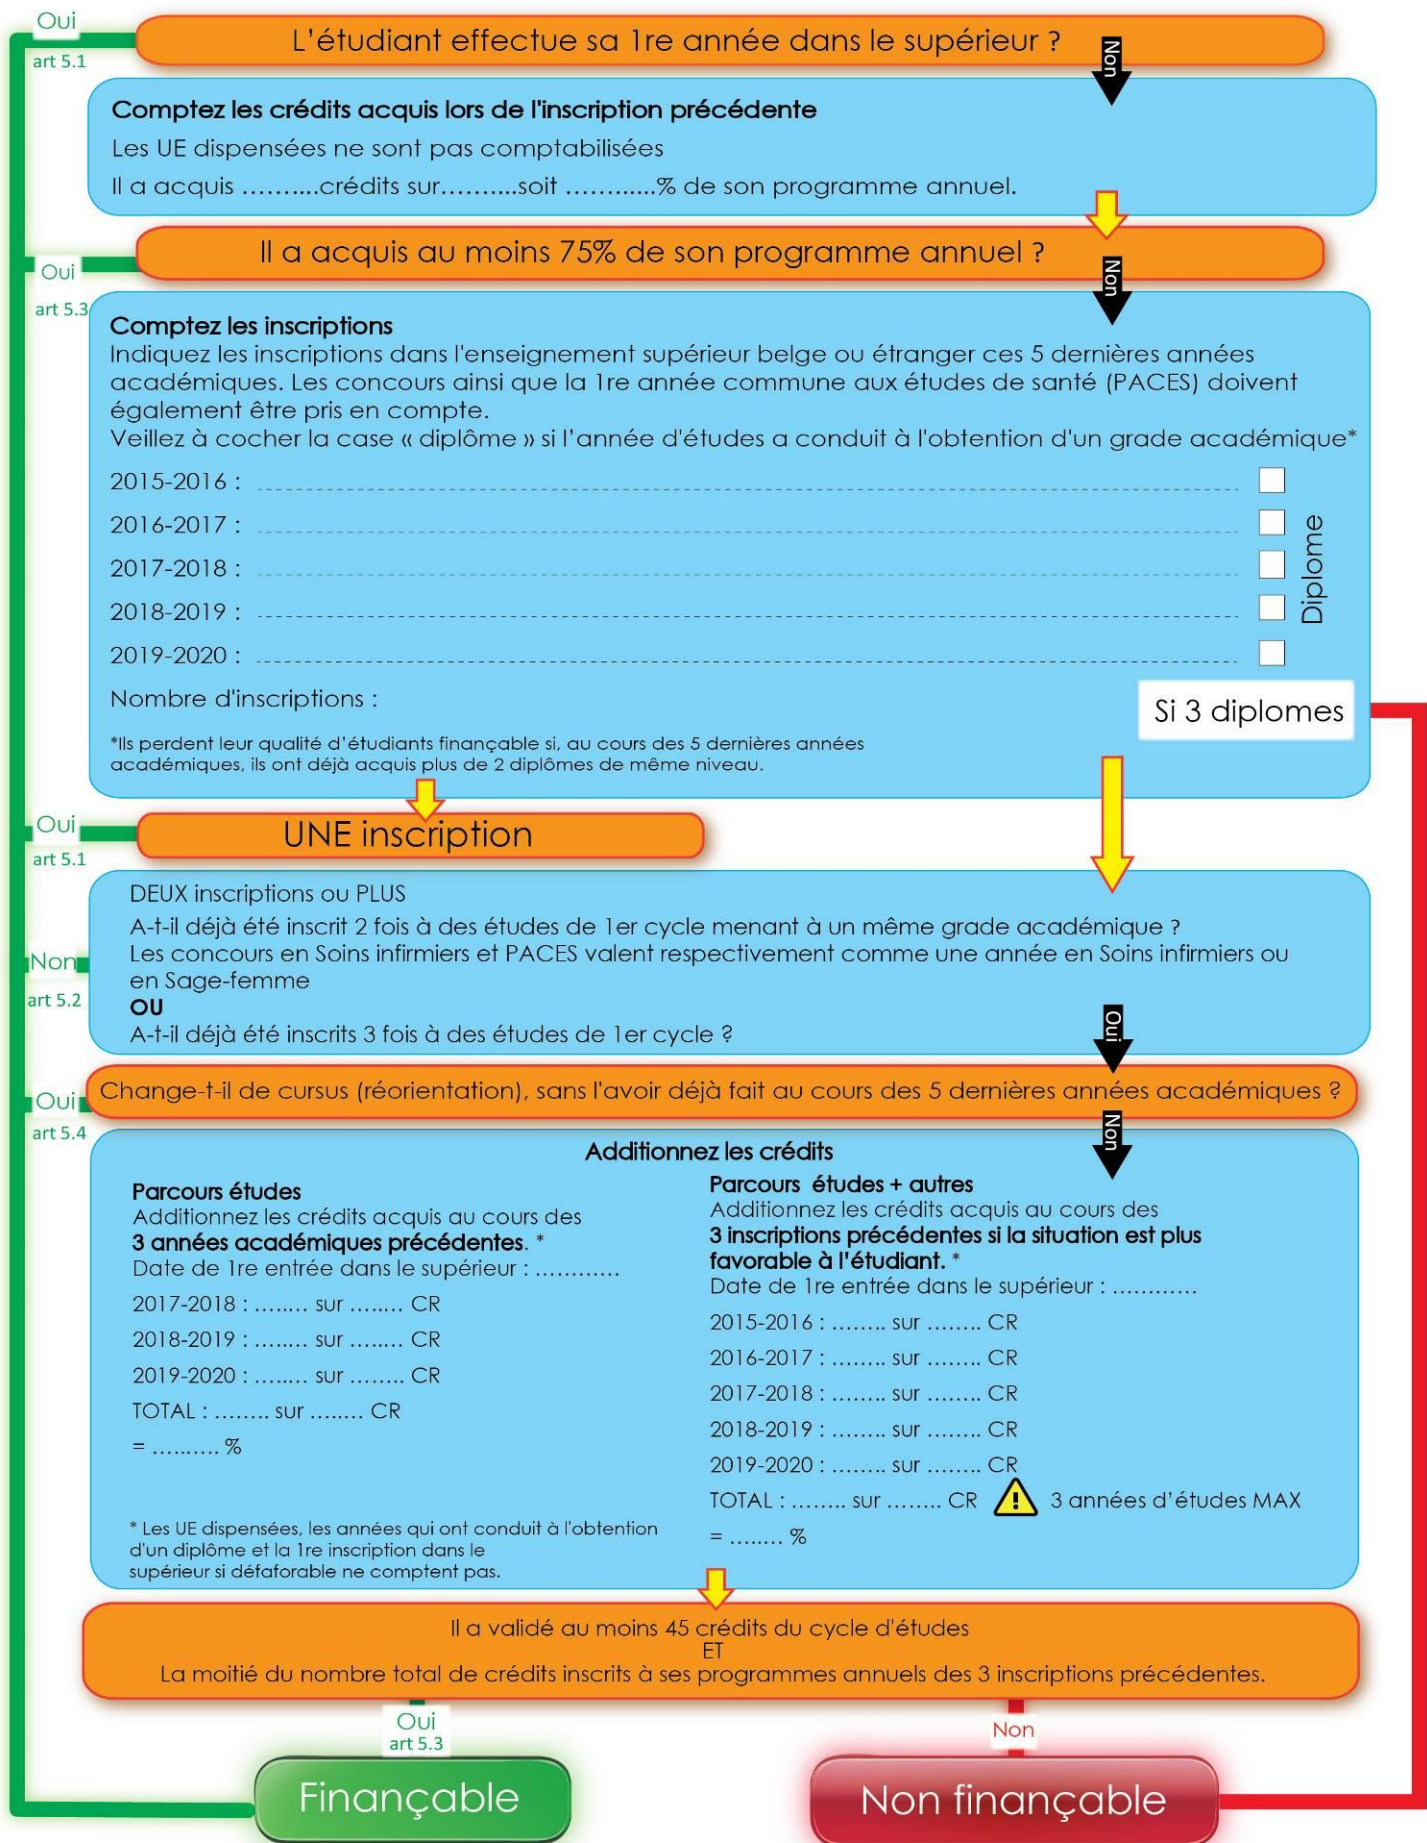 Oui
art 5.1
L'étudiant effectue sa 1re année dans le supérieur ?
Non
Comptez les crédits acquis lors de l'inscription précédente
Les UE dispensées ne sont pas comptabilisées
Il a acquis ..........crédits sur.........soit ............% de son programme annuel.
Il a acquis au moins 75% de son programme annuel ?
Oui
art 5.3
Non
Comptez les inscriptions
Indiquez les inscriptions dans l'enseignement supérieur belge ou étranger ces 5 dernières années
académiques. Les concours ainsi que la 1re année commune aux études de santé (PACES) doivent
également être pris en compte.
Veillez à cocher la case « diplôme » si l'année d'études a conduit à l'obtention d'un grade académique*
2015-2016 :
2016-2017 :
2017-2018 :
2018-2019 :
2019-2020 :
Diplome
Nombre d'inscriptions :
Si 3 diplomes
*Ils perdent leur qualité d'étudiants finançable si, au cours des 5 dernières années
académiques, ils ont déjà acquis plus de 2 diplômes de même niveau.
Oui
art 5.1
UNE inscription
DEUX inscriptions ou PLUS
A-t-il déjà été inscrit 2 fois à des études de 1er cycle menant à un même grade académique ?
Les concours en Soins infirmiers et PACES valent respectivement comme une année en Soins infirmiers ou
en Sage-femme
OU
A-t-il déjà été inscrits 3 fois à des études de 1er cycle ?
Non
art 5.2
Oui
Change-t-il de cursus (réorientation), sans l'avoir déjà fait au cours des 5 dernières années académiques ?
Oui
art 5.4
Non
Additionnez les crédits
Parcours études
Additionnez les crédits acquis au cours des
3 années académiques précédentes. *
Date de 1re entrée dans le supérieur : ............
2017-2018 : ........ sur ........ CR
2018-2019 : ........ sur ........ CR
2019-2020 : ........ sur ........ CR
TOTAL : ........ sur ........ CR
= .......... %
* Les UE dispensées, les années qui ont conduit à l'obtention
d'un diplôme et la 1re inscription dans le
supérieur si défaforable ne comptent pas.
Parcours études + autres
Additionnez les crédits acquis au cours des
3 inscriptions précédentes si la situation est plus
favorable à l'étudiant. *
Date de 1re entrée dans le supérieur : ............
2015-2016 : ........ sur ........ CR
2016-2017 : ........ sur ........ CR
2017-2018 : ........ sur ........ CR
2018-2019 : ........ sur ........ CR
2019-2020 : ........ sur ........ CR
TOTAL : ........ sur ........ CR ! 3 années d'études MAX
= ........ %
Il a validé au moins 45 crédits du cycle d'études
ET
La moitié du nombre total de crédits inscrits à ses programmes annuels des 3 inscriptions précédentes.
Oui
art 5.3
Non
Finançable
Non finançable